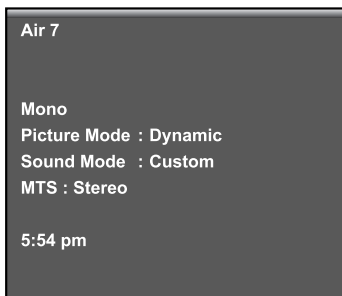 Air 7
Mono
Picture Mode : Dynamic
Sound Mode : Custom
MTS : Stereo
5:54 pm